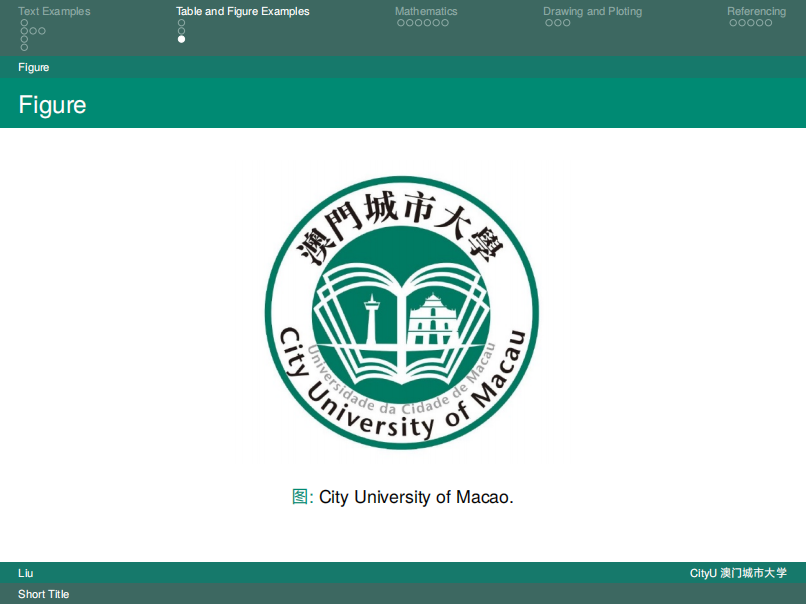 Text Examples
Table and Figure Examples
Mathematics
Drawing and Ploting
Referencing
Figure
Figure
澳門城市大學
City University of Macau
Universidade da Cidade de Macau
图: City University of Macao.
Liu
CityU 澳门城市大学
Short Title